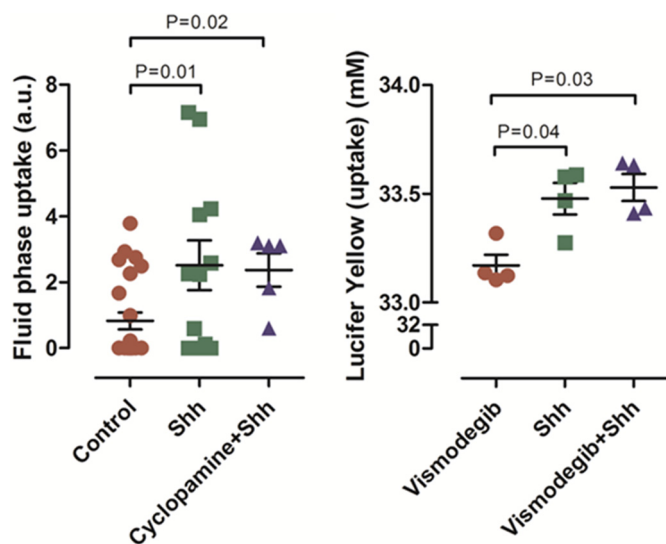 P=0.02
P=0.01
Fluid phase uptake (a.u.)
8
6
4
2
0
Control
Shh
Cyclopamine+Shh
P=0.03
P=0.04
Lucifer Yellow (uptake) (mM)
34.0
33.5
33.0
32
0
Vismodegib
Shh
Vismodegib+Shh